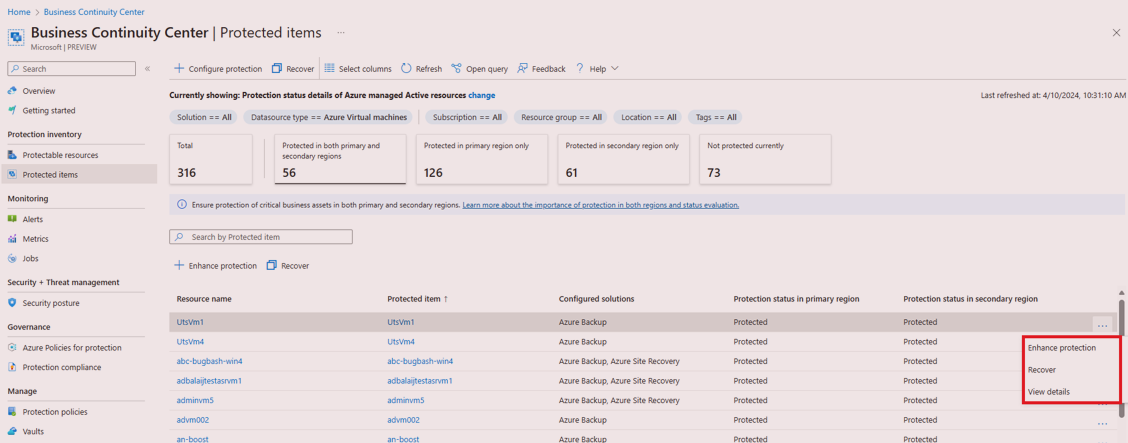 Home > Business Continuity Center >
Business Continuity Center | Protected items ...
Microsoft | PREVIEW
Search
«
Overview
Getting started
Protection inventory
Protectable resources
Protected items
Monitoring
Alerts
Metrics
Jobs
Security + Threat management
Security posture
Governance
Azure Policies for protection
Protection compliance
Manage
Protection policies
Vaults
Configure protection Recover Select columns Refresh Open query Feedback ? Help
Currently showing: Protection status details of Azure managed Active resources change
Last refreshed at: 4/10/2024, 10:31:10 AM
Solution == All Datasource type == Azure Virtual machines Subscription == All Resource group == All Location == All Tags == All
Total
316
Protected in both primary and
secondary regions
56
Protected in primary region only
126
Protected in secondary region only
61
Not protected currently
73
Ensure protection of critical business assets in both primary and secondary regions. Learn more about the importance of protection in both regions and status evaluation.
Search by Protected item
Enhance protection Recover
Resource name Protected item ↑ Configured solutions Protection status in primary region Protection status in secondary region
UtsVm1 UtsVm1 Azure Backup Protected Protected ...
UtsVm4 UtsVm4 Azure Backup Protected Protected
abc-bugbash-win4 abc-bugbash-win4 Azure Backup, Azure Site Recovery Protected Protected
adbalaijtestasrvm1 adbalaijtestasrvm1 Azure Backup, Azure Site Recovery Protected Protected
adminvm5 adminvm5 Azure Backup, Azure Site Recovery Protected Protected
advm002 advm002 Azure Backup Protected Protected ...
an-boost an-boost Azure Backup Protected Protected
Enhance protection
Recover
View details